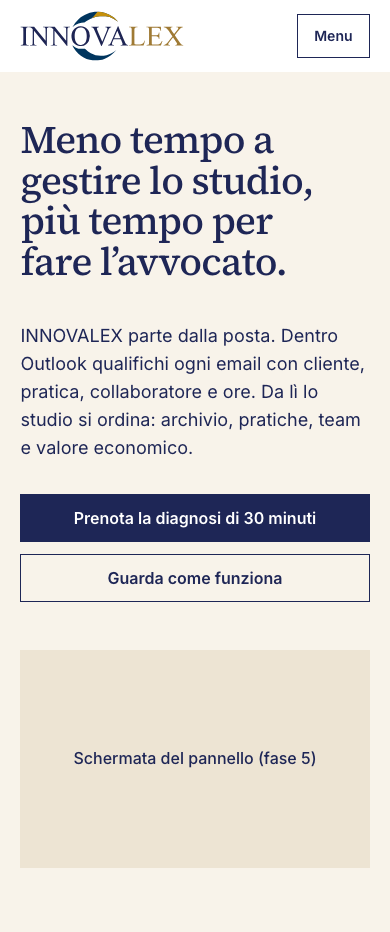 INNOVALEX
Menu
Meno tempo a
gestire lo studio,
più tempo per
fare l’avvocato.
INNOVALEX parte dalla posta. Dentro
Outlook qualifichi ogni email con cliente,
pratica, collaboratore e ore. Da lì lo
studio si ordina: archivio, pratiche, team
e valore economico.
Prenota la diagnosi di 30 minuti
Guarda come funziona
Schermata del pannello (fase 5)